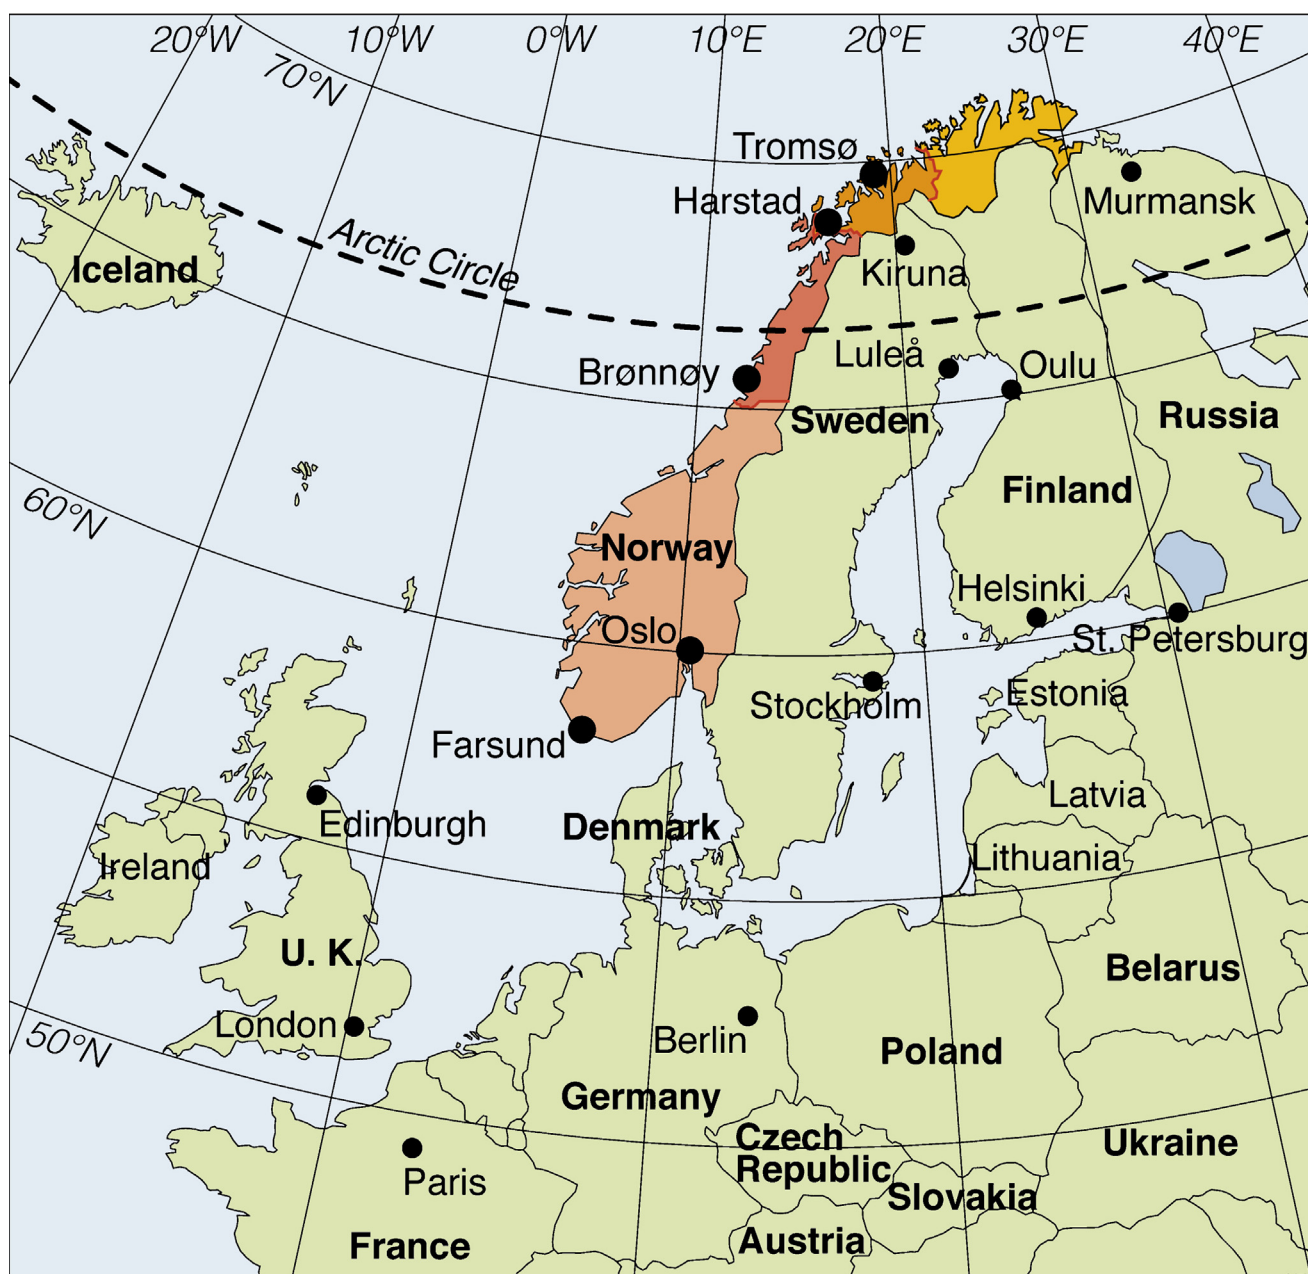 20°W
10°W
0°W
10°E
20°E
30°E
40°E
70°N
Tromsø
Harstad
Murmansk
Arctic Circle
Iceland
Kiruna
Luleå
Oulu
Brønnøy
Sweden
Russia
60°N
Finland
Norway
Helsinki
Oslo
St. Petersburg
Estonia
Stockholm
Farsund
Latvia
Edinburgh
Denmark
Ireland
Lithuania
U. K.
Belarus
London
50°N
Berlin
Poland
Germany
Czech
Republic
Ukraine
Paris
Slovakia
France
Austria